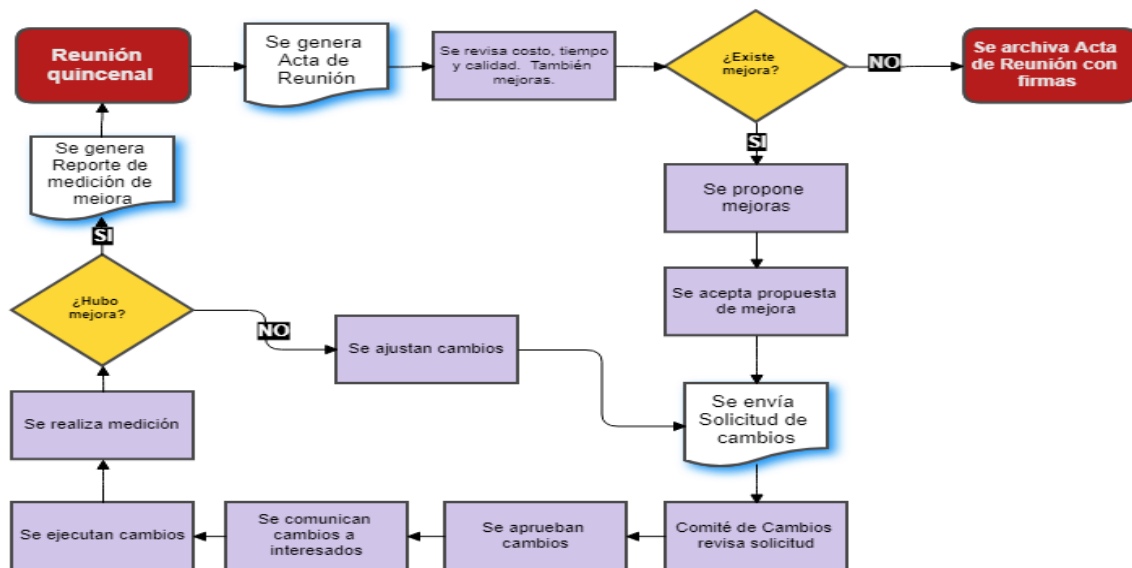 Reunión
quincenal
Se genera
Acta de
Reunión
Se revisa costo, tiempo
y calidad. También
mejoras.
¿Existe
mejora?
NO
Se archiva Acta
de Reunión con
firmas
SI
Se propone
mejoras
Se acepta propuesta
de mejora
Se envía
Solicitud de
cambios
Comité de Cambios
revisa solicitud
Se aprueban
cambios
Se comunican
cambios a
interesados
Se ejecutan cambios
Se realiza medición
¿Hubo
mejora?
NO
Se ajustan cambios
SI
Se genera
Reporte de
medición de
mejora